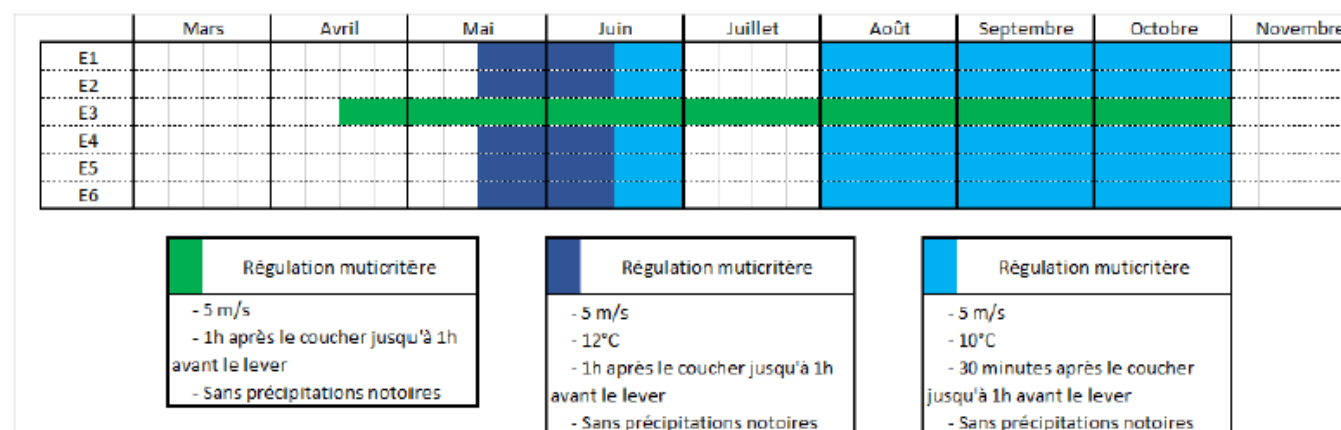 Mars Avril Mai Juin Juillet Août Septembre Octobre Novembre
E1
E2
E3
E4
E5
E6
Régulation muticritère
- 5 m/s
- 1h après le coucher jusqu'à 1h
avant le lever
- Sans précipitations notoires
Régulation muticritère
- 5 m/s
- 12°C
- 1h après le coucher jusqu'à 1h
avant le lever
- Sans précipitations notoires
Régulation muticritère
- 5 m/s
- 10°C
- 30 minutes après le coucher
jusqu'à 1h avant le lever
- Sans précipitations notoires